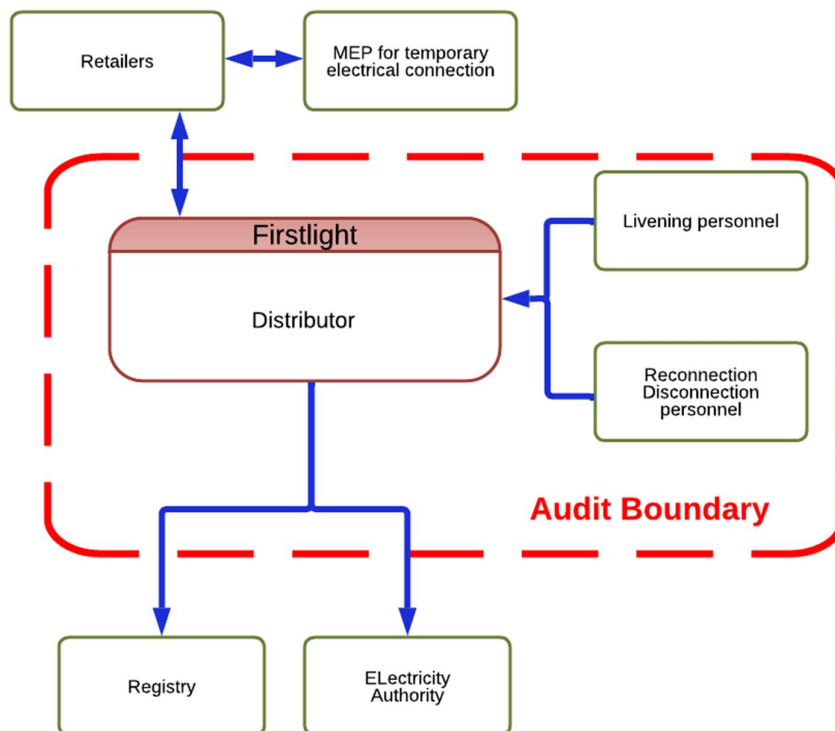 Retailers
MEP for temporary
electrical connection
Firstlight
Distributor
Livening personnel
Reconnection
Disconnection
personnel
Audit Boundary
Registry
ELectricity
Authority